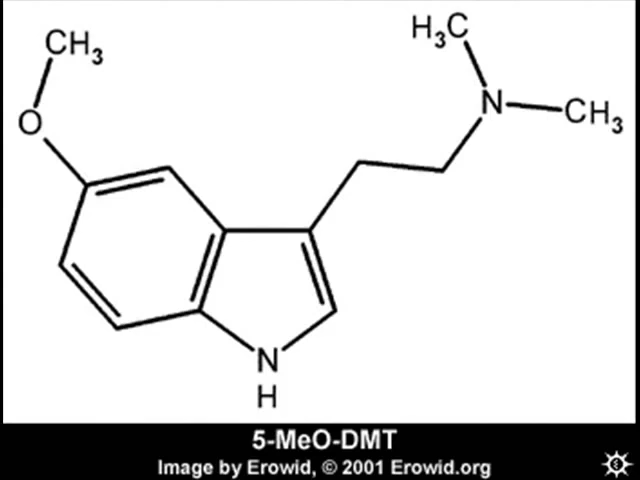 H₃C
CH₃
N
CH₃
O
N
H
5-MeO-DMT
Image by Erowid, © 2001 Erowid.org